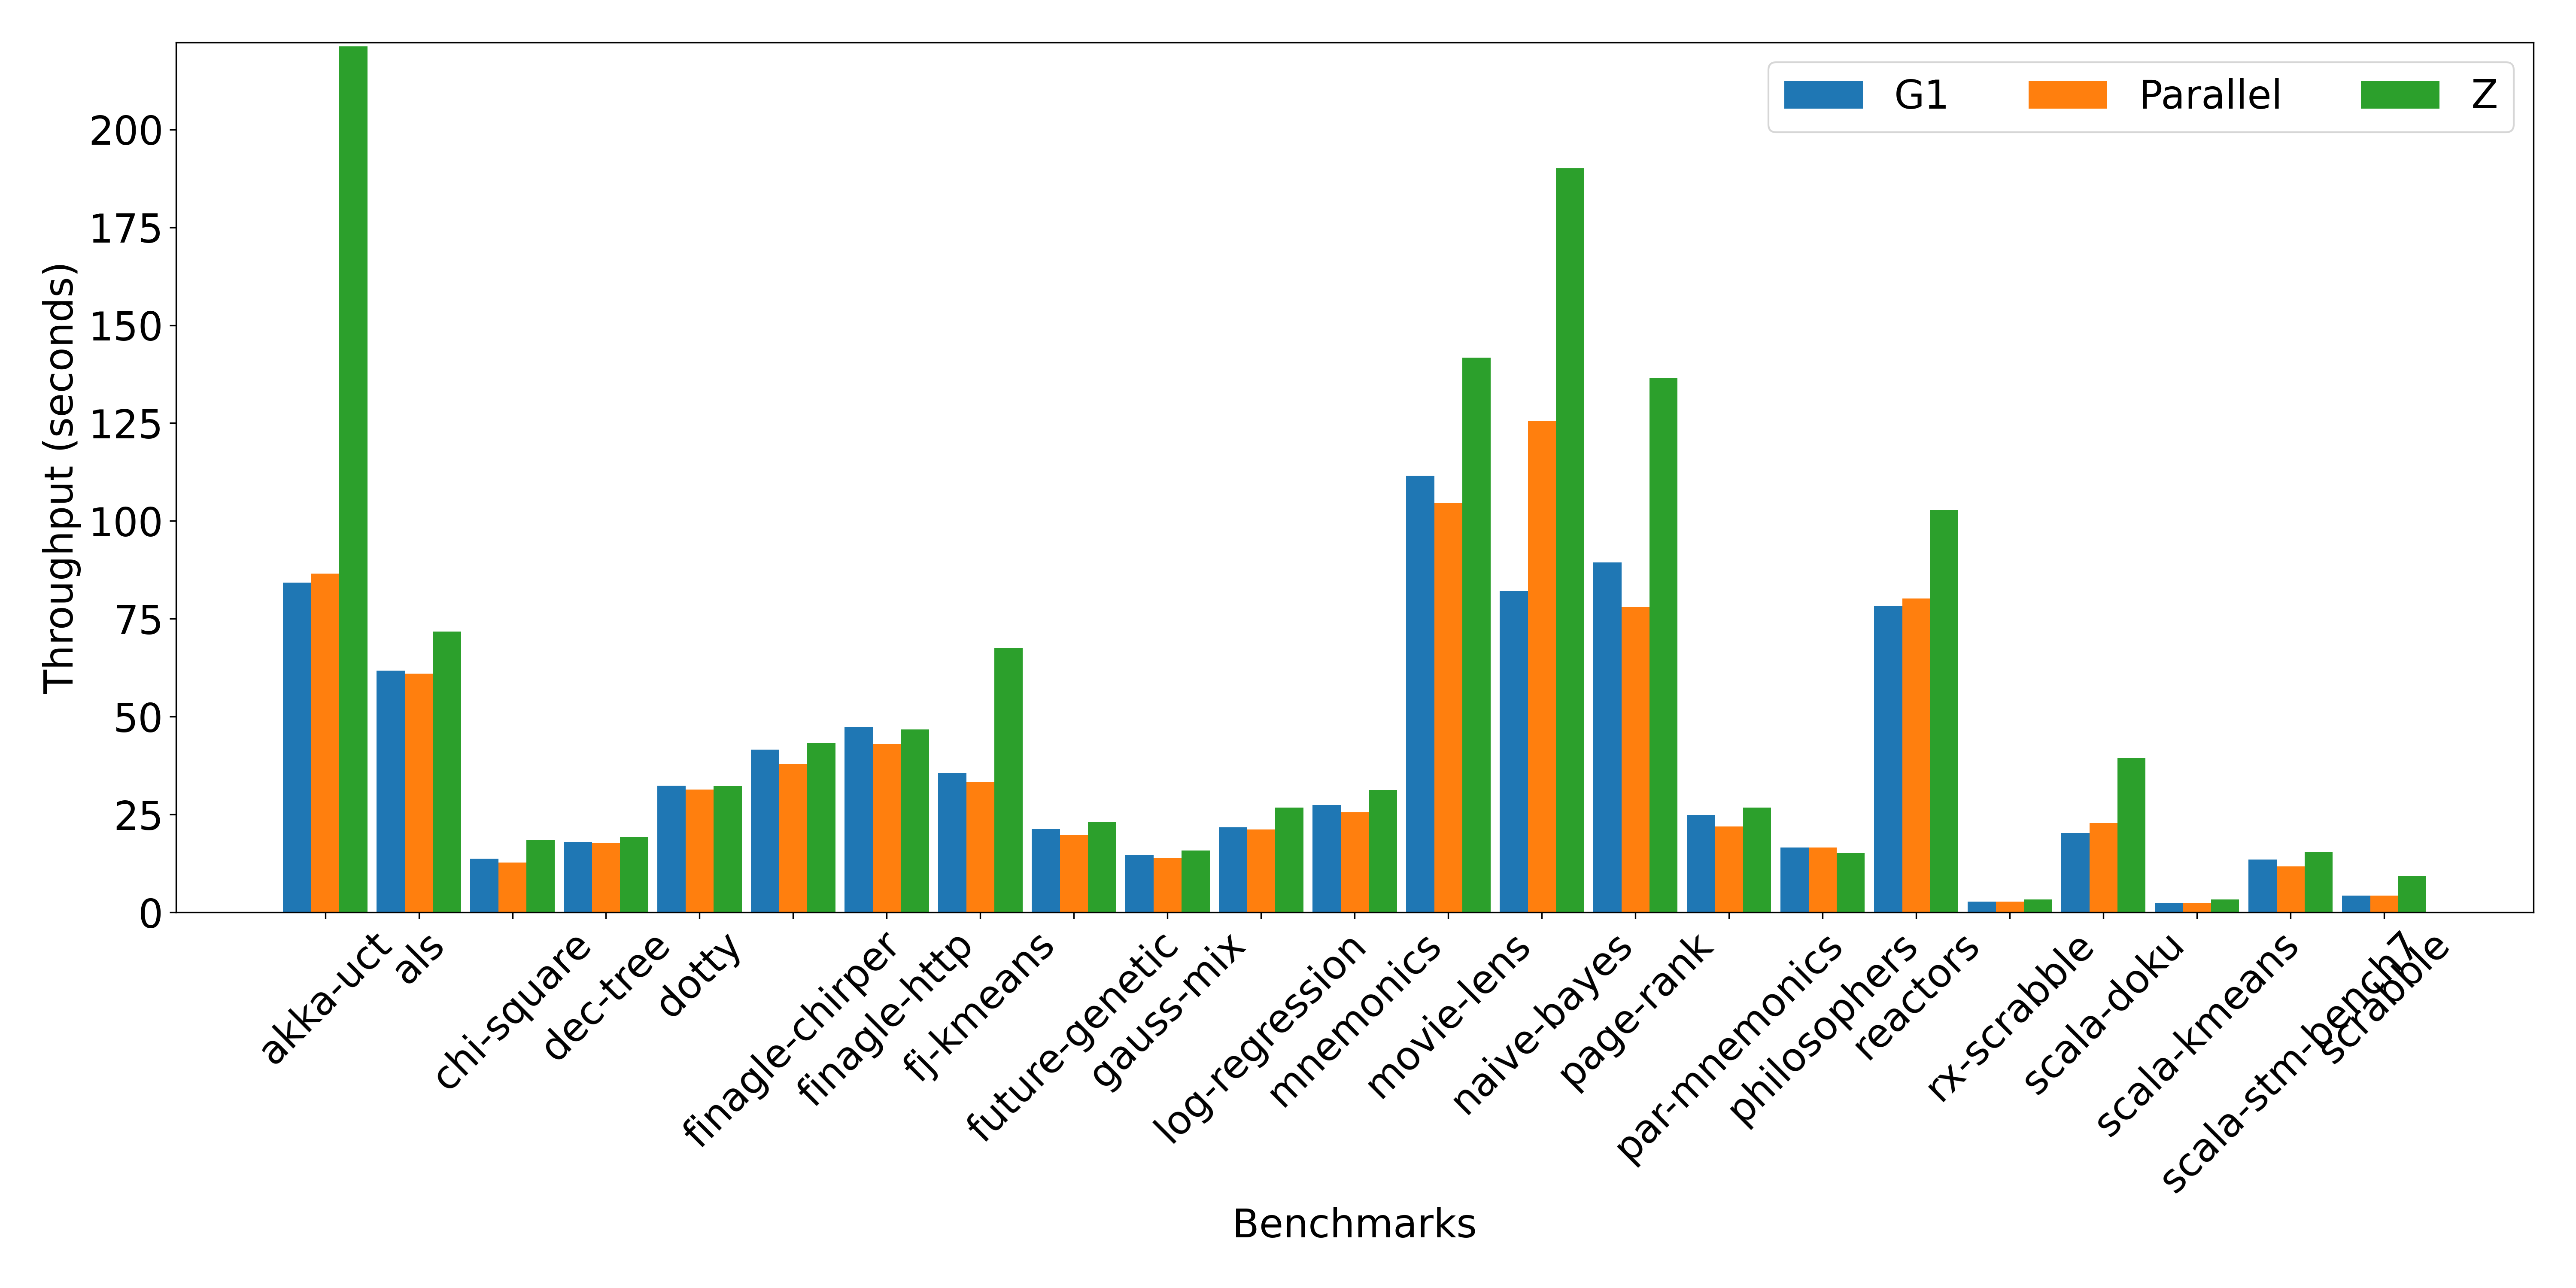 G1 Parallel Z
Throughput (seconds)
200
175
150
125
100
75
50
25
0
akka-uct
als
chi-square
dec-tree
dotty
finagle-chirper
finagle-http
fj-kmeans
future-genetic
gauss-mix
log-regression
mnemonics
movie-lens
naive-bayes
page-rank
par-mnemonics
philosophers
reactors
rx-scrabble
scala-doku
scala-kmeans
scala-stm-bench7
scrabble
Benchmarks